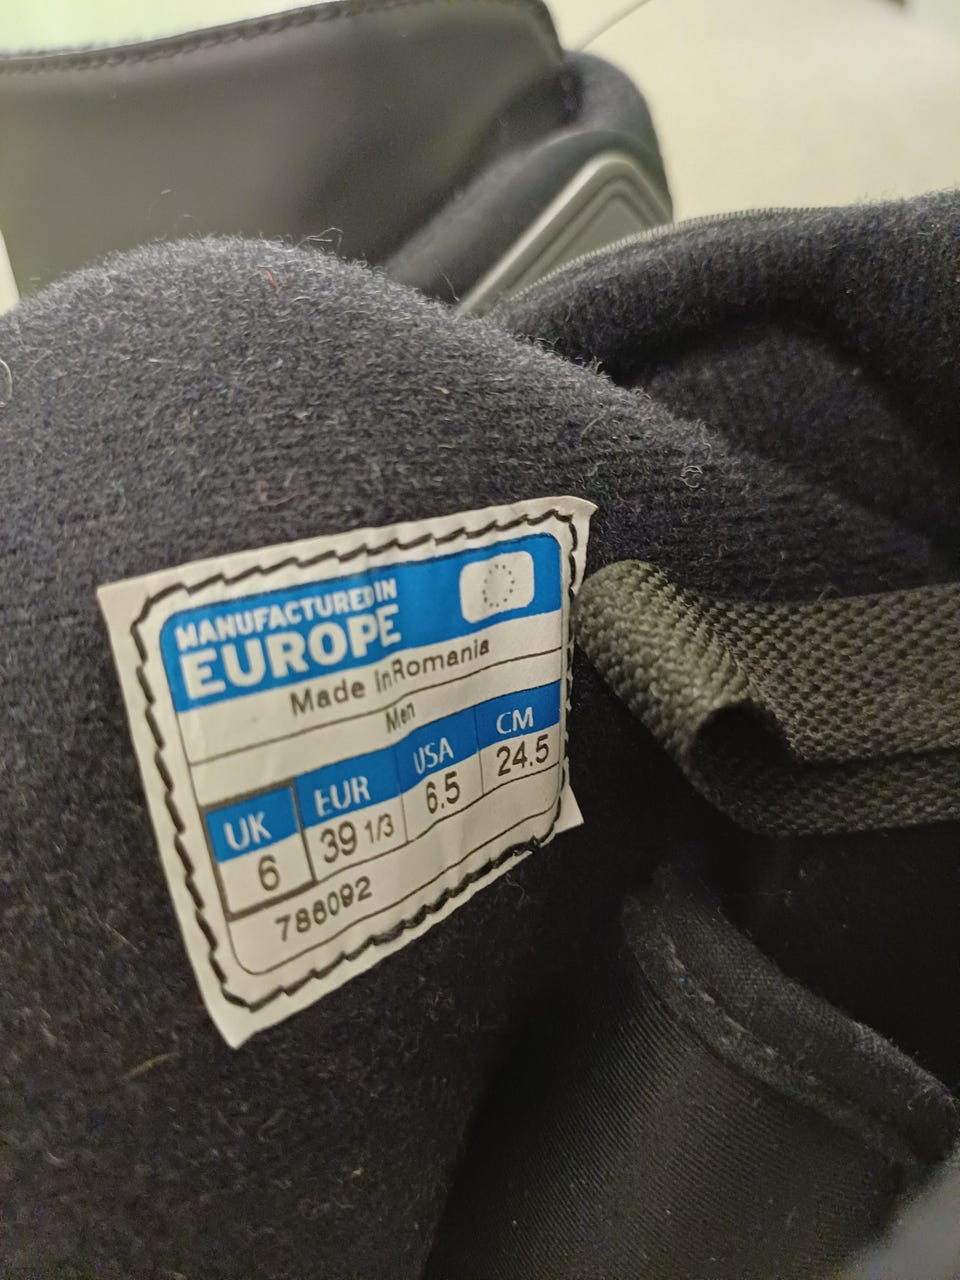 MANUFACTURED IN
EUROPE
Made in Romania
Men
UK EUR USA CM
6 39 1/3 6.5 24.5
786092